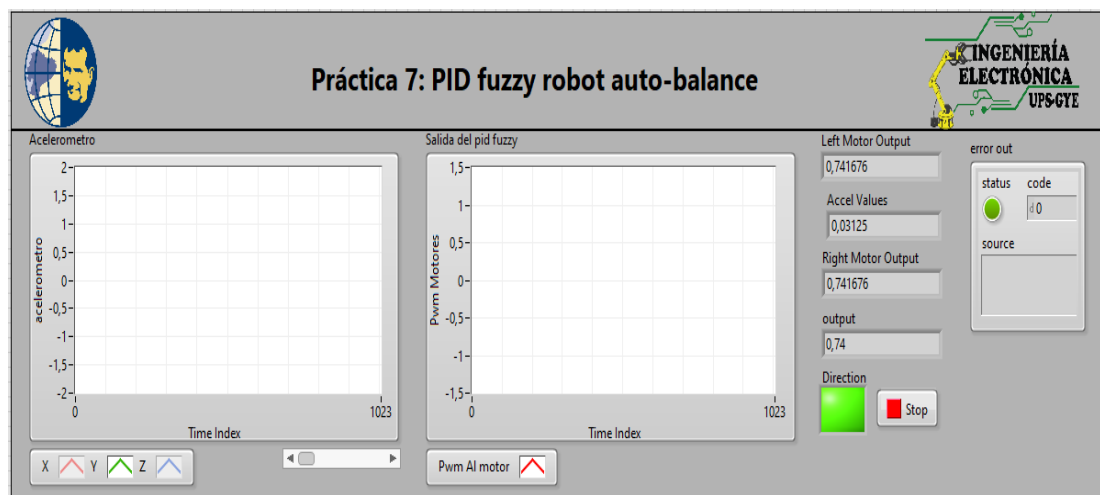 Práctica 7: PID fuzzy robot auto-balance
INGENIERÍA
ELECTRÓNICA
UPS-GYE
Acelerometro
acelerometro
2
1,5
1
0,5
0
-0,5
-1
-1,5
-2
0
1023
Time Index
X Y Z
Salida del pid fuzzy
Pwm Motores
1,5
1
0,5
0
-0,5
-1
-1,5
0
1023
Time Index
Pwm Al motor
Left Motor Output
0,741676
Accel Values
0,03125
Right Motor Output
0,741676
output
0,74
Direction
Stop
error out
status code
d 0
source